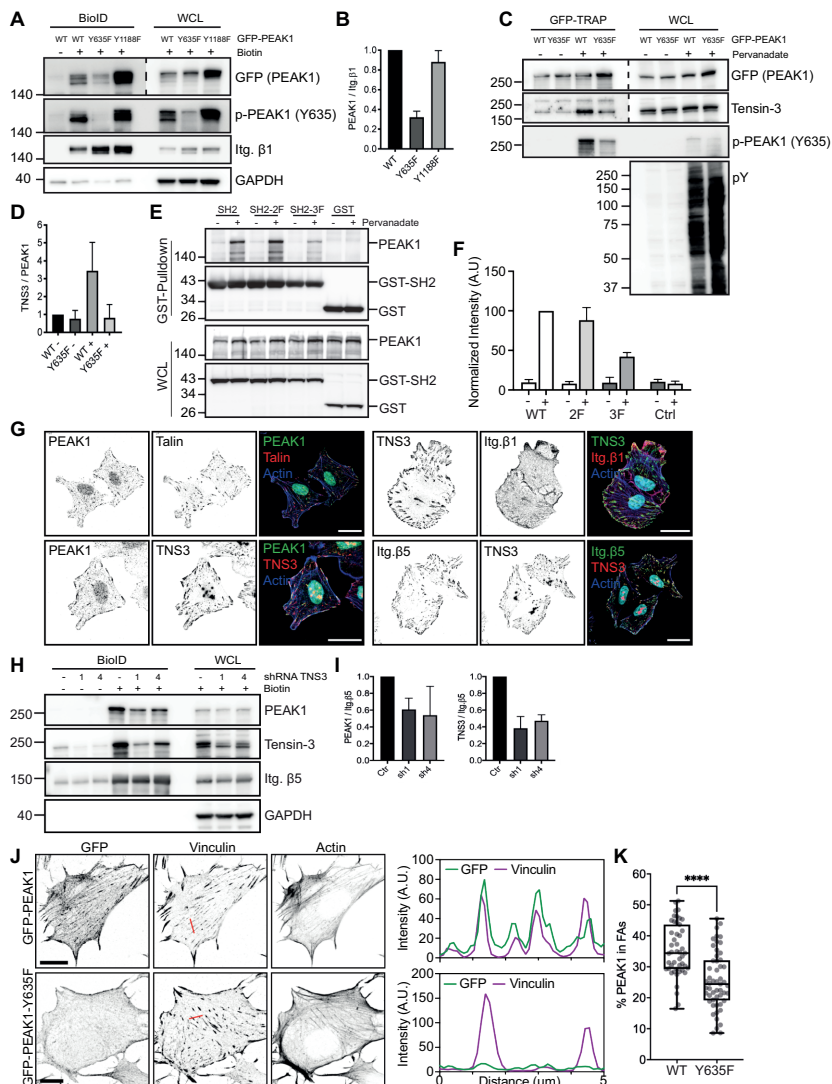 A
BioID
WCL
WT WT Y635F Y1188F WT Y635F Y1188F GFP-PEAK1
- + + + + + + Biotin
GFP (PEAK1)
140
p-PEAK1 (Y635)
140
Itg. β1
140
GAPDH
40
B
PEAK1 / Itg.β1
1.0
0.8
0.6
0.4
0.2
0.0
WT
Y635F
Y1188F
C
GFP-TRAP
WCL
WT Y635F WT Y635F WT Y635F WT Y635F GFP-PEAK1
- - + + - - + + Pervanadate
GFP (PEAK1)
250
Tensin-3
250
p-PEAK1 (Y635)
250
pY
250
150
100
75
50
37
D
TNS3 / PEAK1
6
5
4
3
2
1
0
WT -
Y635F -
WT +
Y635F +
E
SH2 SH2-2F SH2-3F GST
- + - + - + - + Pervanadate
GST-Pulldown
PEAK1
140
GST-SH2
43
34
26
GST
WCL
PEAK1
140
43
GST-SH2
34
26
GST
F
Normalized Intensity (A.U)
150
100
50
0
- + - + - + - +
WT 2F 3F Ctrl
G
PEAK1
Talin
PEAK1
Talin
Actin
TNS3
Itg.β1
TNS3
Itg.β1
Actin
PEAK1
TNS3
PEAK1
TNS3
Actin
Itg.β5
TNS3
Itg.β5
TNS3
Actin
H
BioID
WCL
- 1 4 - 1 4 - 1 4 shRNA TNS3
- - - + + + + + + Biotin
PEAK1
250
Tensin-3
250
Itg. β5
150
GAPDH
40
I
PEAK1 / Itg.β5
1.0
0.8
0.6
0.4
0.2
0.0
Ctr
sh1
sh4
TNS3 / Itg.β5
1.0
0.8
0.6
0.4
0.2
0.0
Ctr
sh1
sh4
J
GFP
Vinculin
Actin
GFP-PEAK1
GFP-PEAK1-Y635F
Intensity (A.U.)
100
80
60
40
20
0
GFP Vinculin
Intensity (A.U.)
200
150
100
50
0
GFP Vinculin
0 Distance (µm) 5
K
% PEAK1 in FAs
60
50
40
30
20
10
0
****
WT Y635F